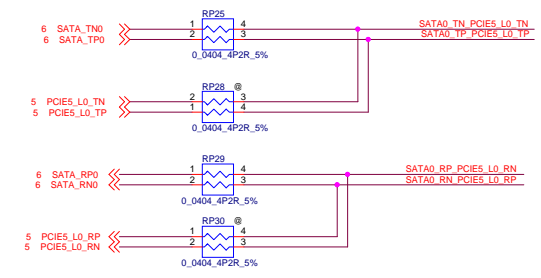 RP25
6 SATA_TN0 1 4 SATA0_TN_PCIE5_L0_TN
6 SATA_TP0 2 3 SATA0_TP_PCIE5_L0_TP
0_0404_4P2R_5%
RP28 @
5 PCIE5_L0_TN 2 3
5 PCIE5_L0_TP 1 4
0_0404_4P2R_5%
RP29
6 SATA_RP0 1 4 SATA0_RP_PCIE5_L0_RN
6 SATA_RN0 2 3 SATA0_RN_PCIE5_L0_RP
0_0404_4P2R_5%
RP30 @
5 PCIE5_L0_RP 1 4
5 PCIE5_L0_RN 2 3
0_0404_4P2R_5%